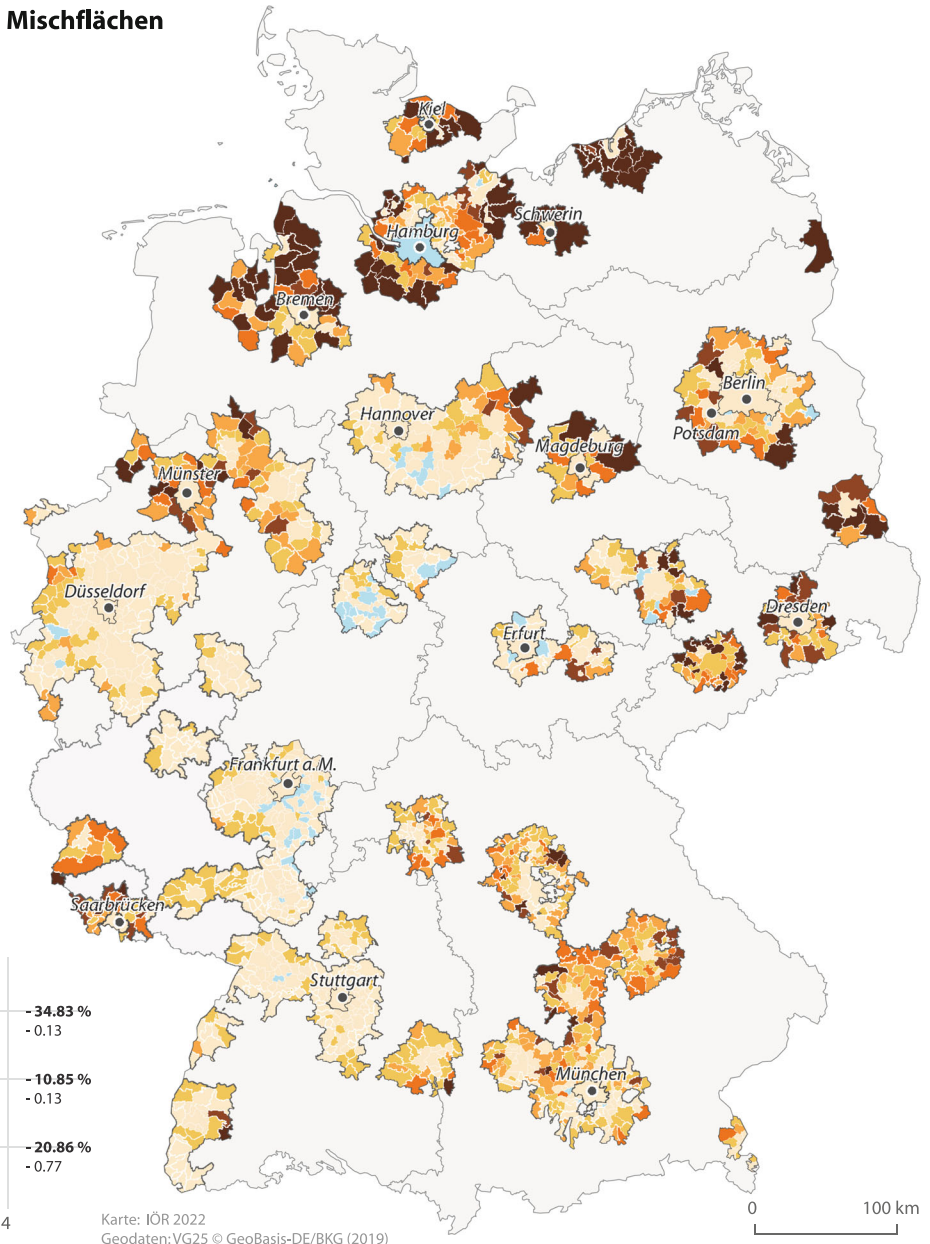 Mischflächen
Kiel
Schwerin
Hamburg
Bremen
Berlin
Hannover
Potsdam
Magdeburg
Münster
Düsseldorf
Dresden
Erfurt
Frankfurt a.M.
Saarbrücken
Stuttgart
München
- 34.83 %
- 0.13
- 10.85 %
- 0.13
- 20.86 %
- 0.77
4
Karte: IÖR 2022
Geodaten: VG25 © GeoBasis-DE/BKG (2019)
0 100 km